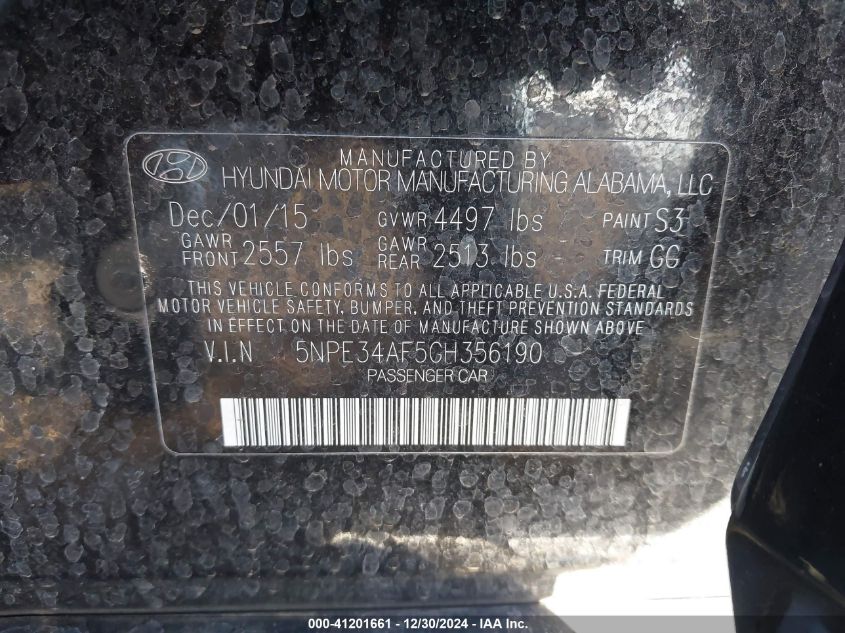 MANUFACTURED BY
HYUNDAI MOTOR MANUFACTURING ALABAMA, LLC
Dec/01/15 GVWR 4497 lbs PAINT S3
GAWR FRONT 2557 lbs GAWR REAR 2513 lbs TRIM GG
THIS VEHICLE CONFORMS TO ALL APPLICABLE U.S.A. FEDERAL
MOTOR VEHICLE SAFETY, BUMPER, AND THEFT PREVENTION STANDARDS
IN EFFECT ON THE DATE OF MANUFACTURE SHOWN ABOVE
V.I.N 5NPE34AF5GH356190
PASSENGER CAR
000-41201661 - 12/30/2024 - IAA Inc.